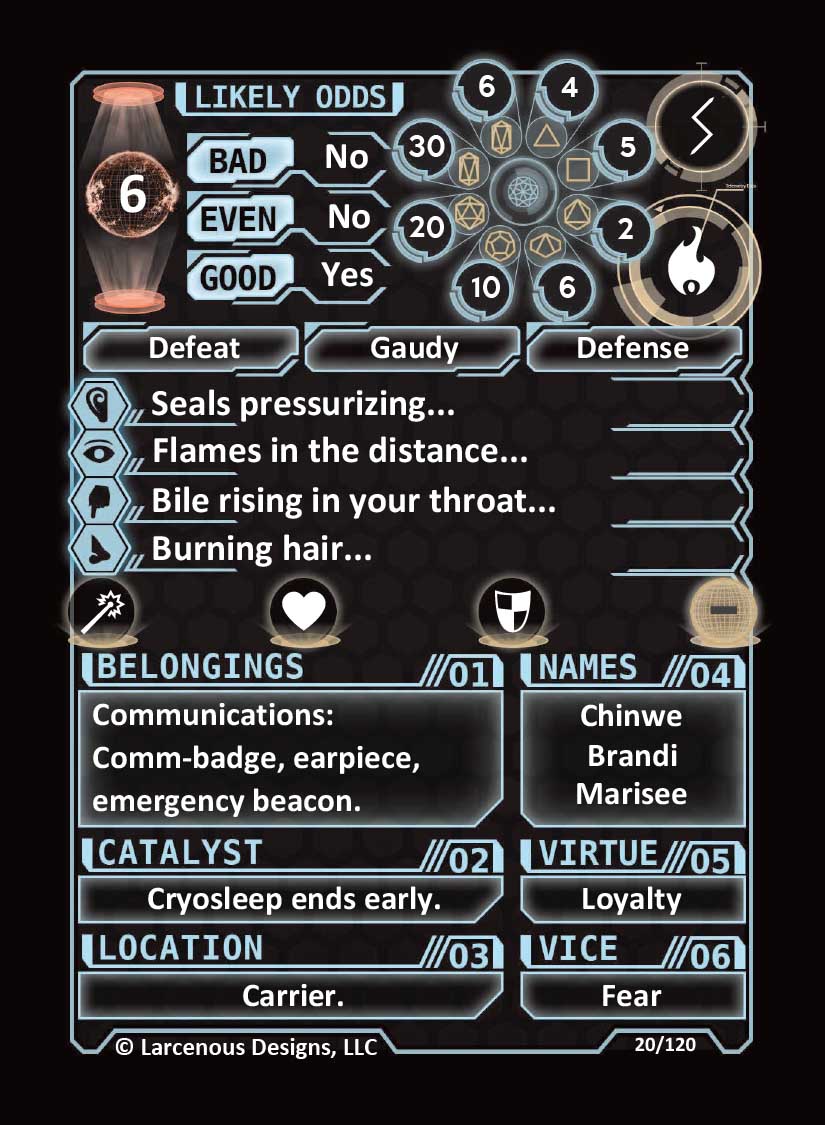 LIKELY ODDS
6
BAD No
EVEN No
GOOD Yes
6 4
30 5
20 2
10 6
Defeat Gaudy Defense
Seals pressurizing...
Flames in the distance...
Bile rising in your throat...
Burning hair...
BELONGINGS ///01
Communications:
Comm-badge, earpiece,
emergency beacon.
NAMES ///04
Chinwe
Brandi
Marisee
CATALYST ///02
Cryosleep ends early.
VIRTUE ///05
Loyalty
LOCATION ///03
Carrier.
VICE ///06
Fear
© Larcenous Designs, LLC
20/120